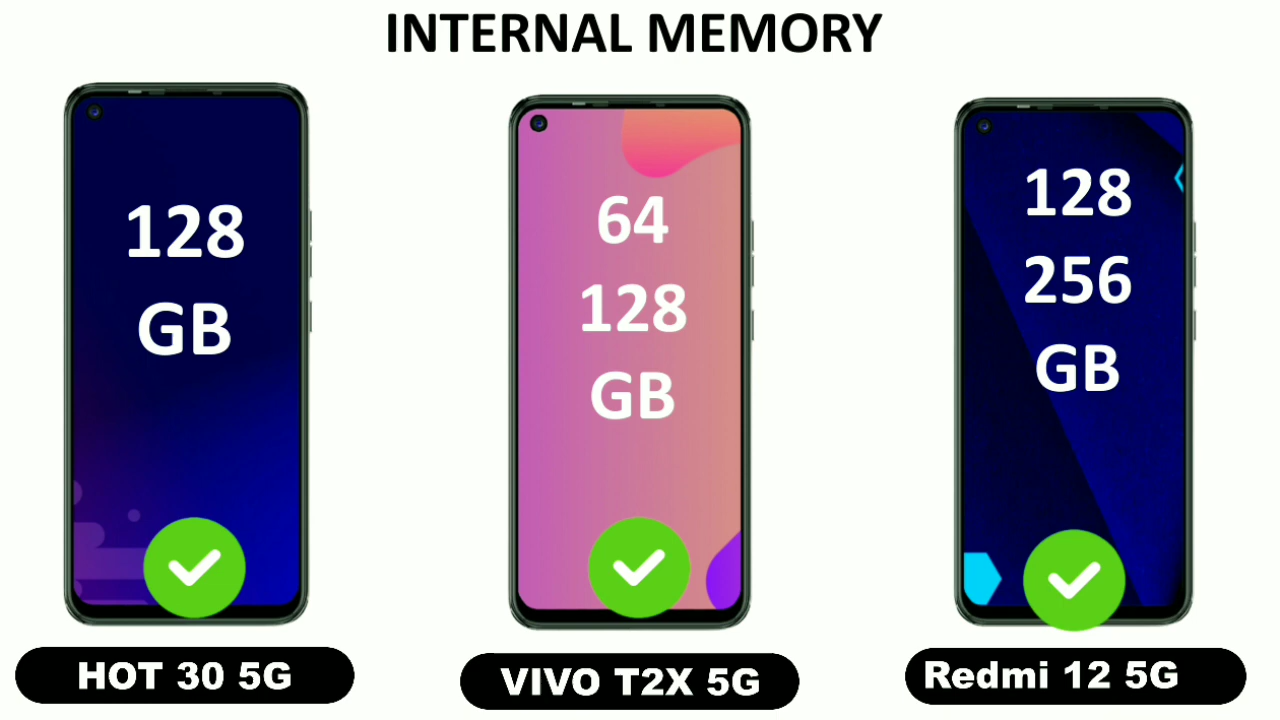 INTERNAL MEMORY
128
GB
64
128
GB
128
256
GB
HOT 30 5G
VIVO T2X 5G
Redmi 12 5G